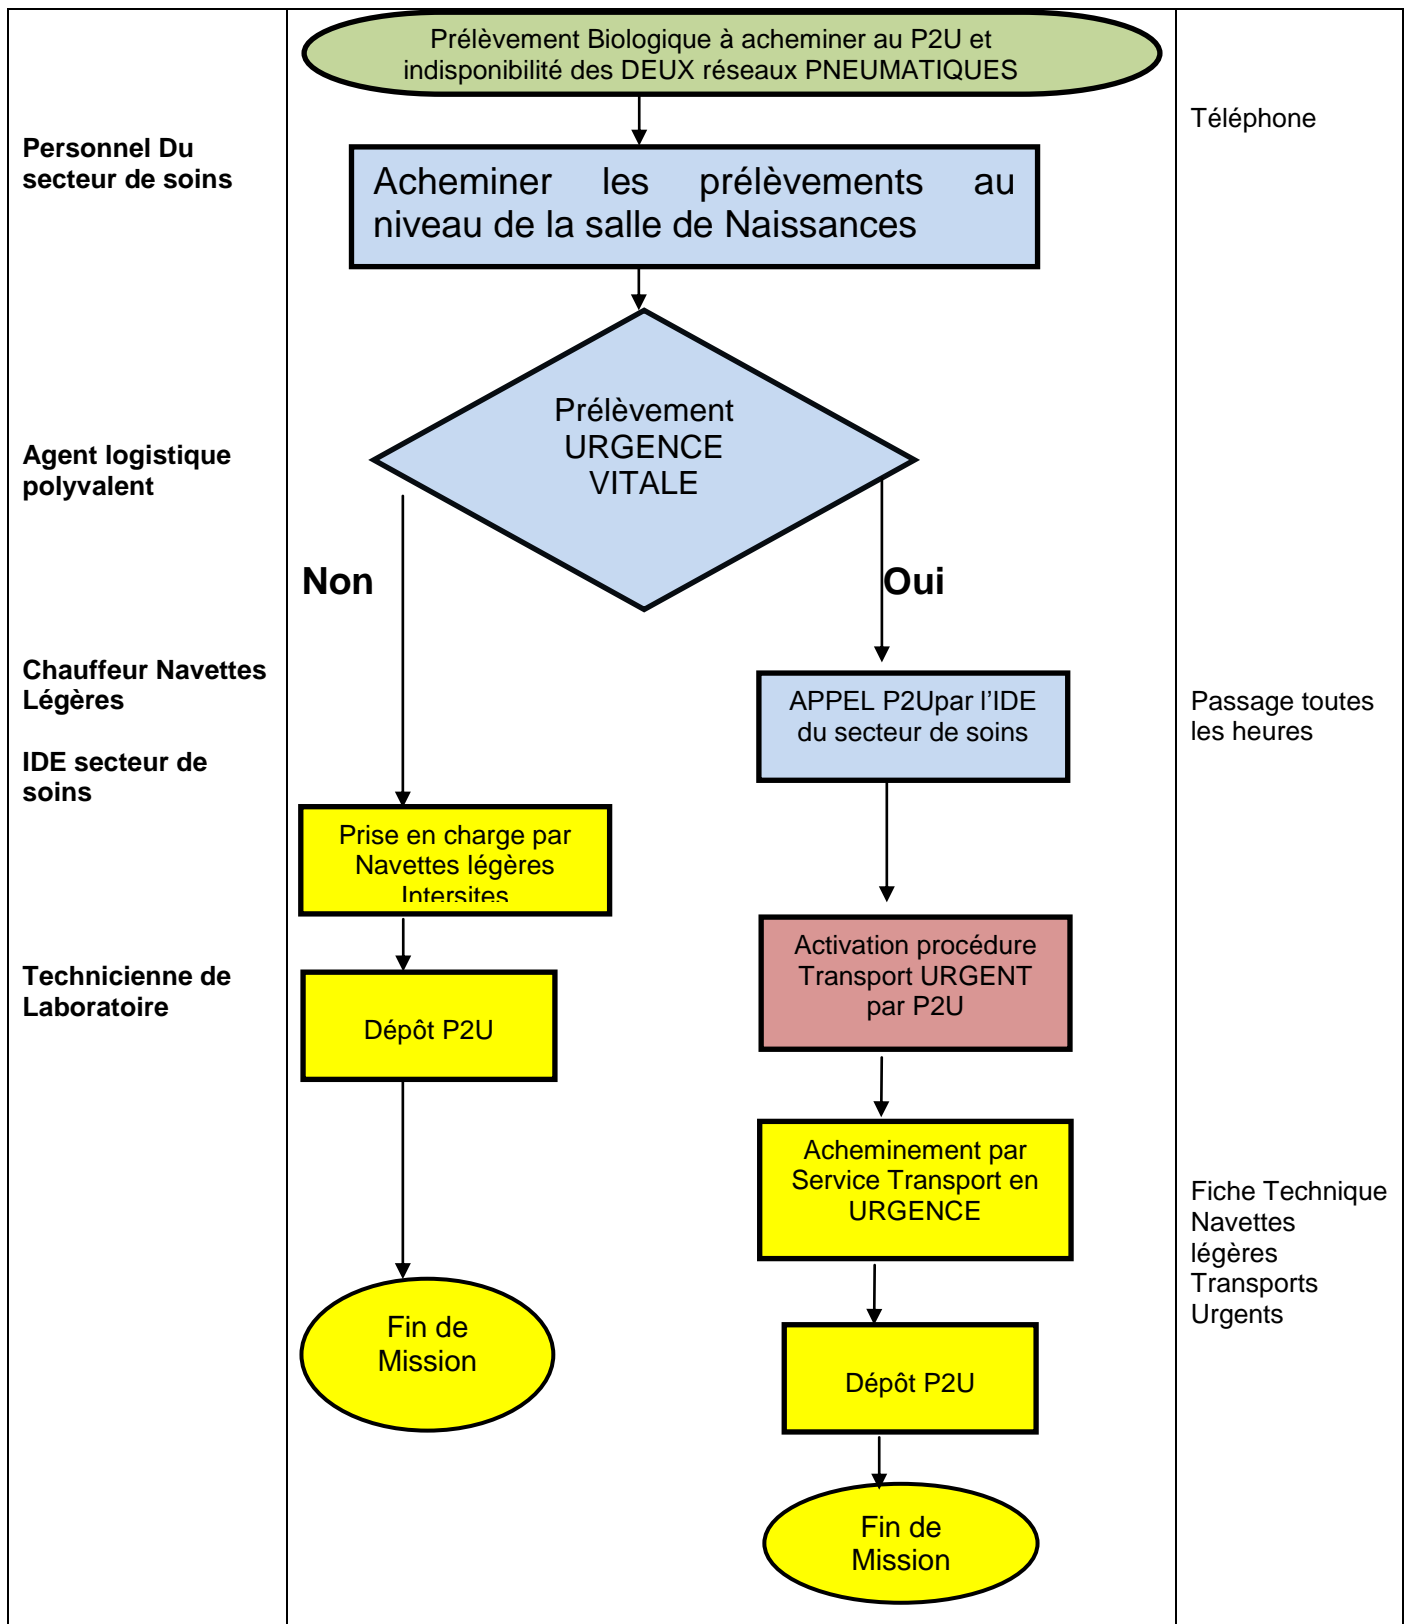 Prélèvement Biologique à acheminer au P2U et
indisponibilité des DEUX réseaux PNEUMATIQUES
Téléphone
Personnel Du
secteur de soins
Acheminer les prélèvements au
niveau de la salle de Naissances
Prélèvement
URGENCE
VITALE
Agent logistique
polyvalent
Non
Oui
Chauffeur Navettes
Légères
IDE secteur de
soins
APPEL P2Upar l’IDE
du secteur de soins
Passage toutes
les heures
Prise en charge par
Navettes légères
Intersites
Technicienne de
Laboratoire
Activation procédure
Transport URGENT
par P2U
Dépôt P2U
Acheminement par
Service Transport en
URGENCE
Fiche Technique
Navettes
légères
Transports
Urgents
Fin de
Mission
Dépôt P2U
Fin de
Mission